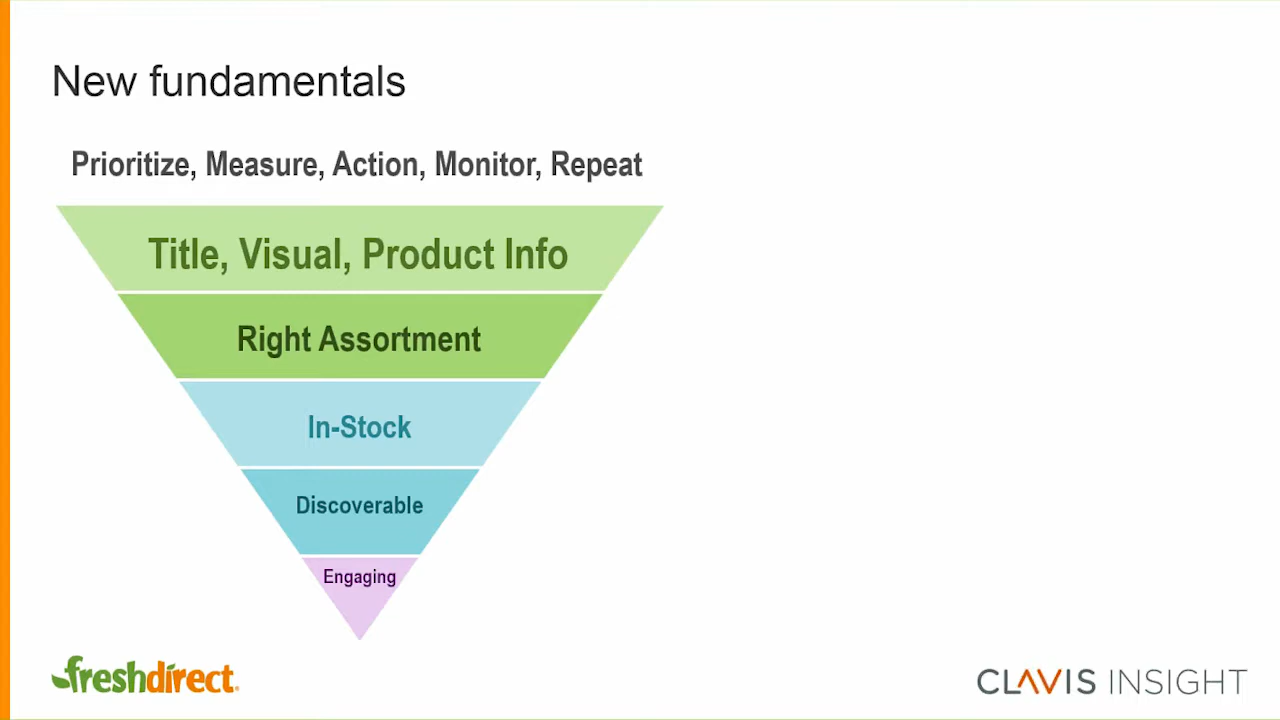 New fundamentals
Prioritize, Measure, Action, Monitor, Repeat
Title, Visual, Product Info
Right Assortment
In-Stock
Discoverable
Engaging
freshdirect®
CLAVIS INSIGHT